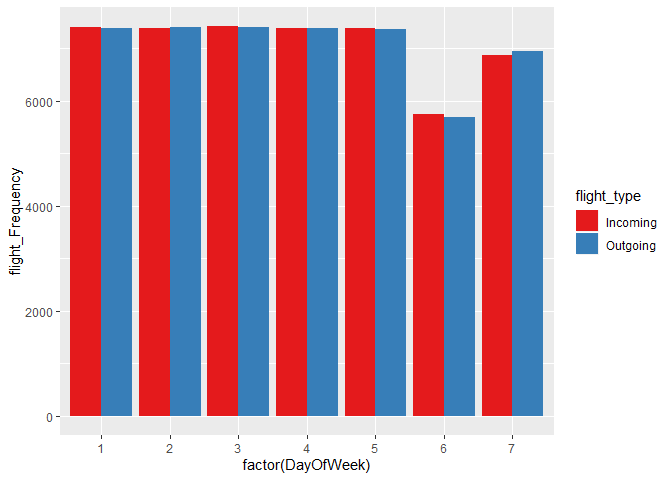 flight_Frequency
6000
4000
2000
0
1 2 3 4 5 6 7
factor(DayOfWeek)
flight_type
Incoming
Outgoing